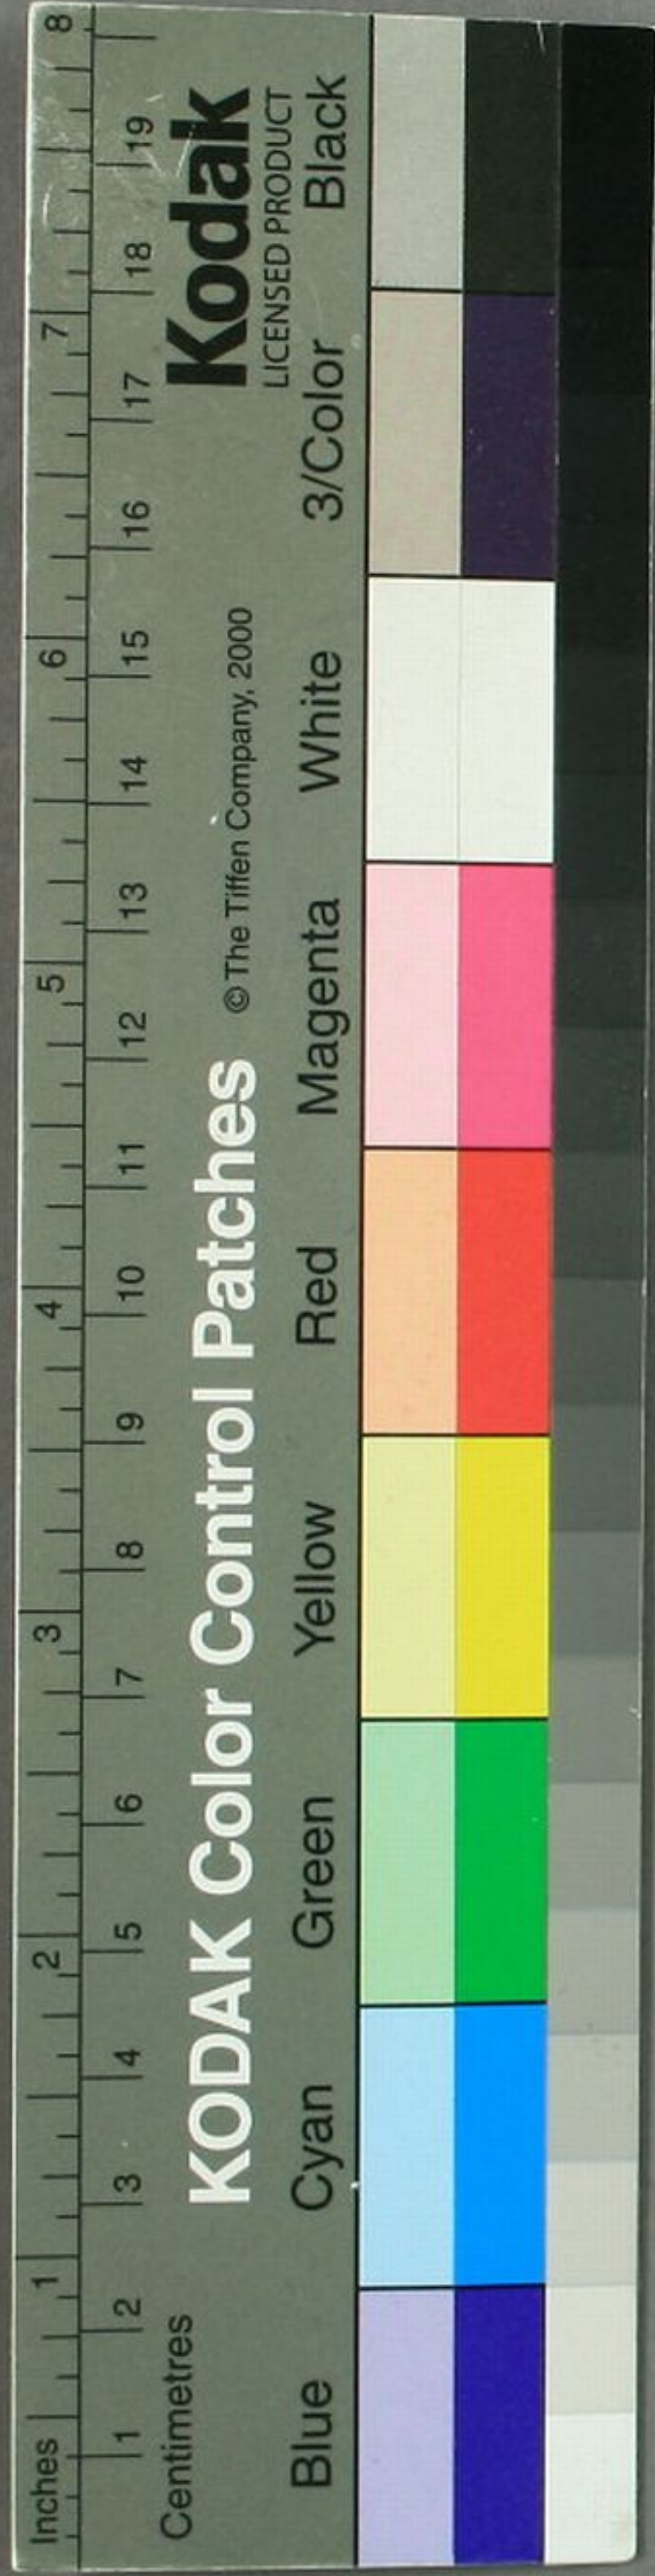 Inches 1 2 3 4 5 6 7 8
1 2 3 4 5 6 7 8 9 10 11 12 13 14 15 16 17 18 19
Centimetres
KODAK Color Control Patches © The Tiffen Company, 2000 Kodak
LICENSED PRODUCT
Blue Cyan Green Yellow Red Magenta White 3/Color Black